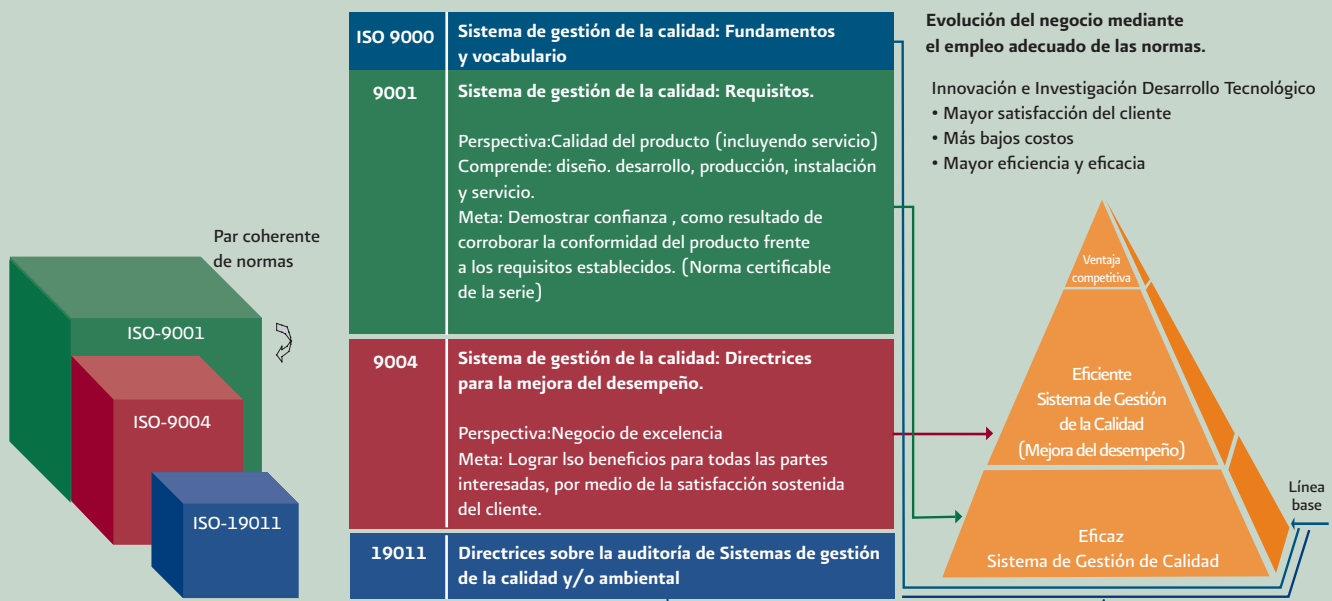 Par coherente
de normas
ISO-9001
ISO-9004
ISO-19011
ISO 9000
Sistema de gestión de la calidad: Fundamentos
y vocabulario
9001
Sistema de gestión de la calidad: Requisitos.
Perspectiva:Calidad del producto (incluyendo servicio)
Comprende: diseño. desarrollo, producción, instalación
y servicio.
Meta: Demostrar confianza , como resultado de
corroborar la conformidad del producto frente
a los requisitos establecidos. (Norma certificable
de la serie)
9004
Sistema de gestión de la calidad: Directrices
para la mejora del desempeño.
Perspectiva:Negocio de excelencia
Meta: Lograr lso beneficios para todas las partes
interesadas, por medio de la satisfacción sostenida
del cliente.
19011
Directrices sobre la auditoría de Sistemas de gestión
de la calidad y/o ambiental
Evolución del negocio mediante
el empleo adecuado de las normas.
Innovación e Investigación Desarrollo Tecnológico
• Mayor satisfacción del cliente
• Más bajos costos
• Mayor eficiencia y eficacia
Ventaja
competitiva
Eficiente
Sistema de Gestión
de la Calidad
(Mejora del desempeño)
Eficaz
Sistema de Gestión de Calidad
Línea
base